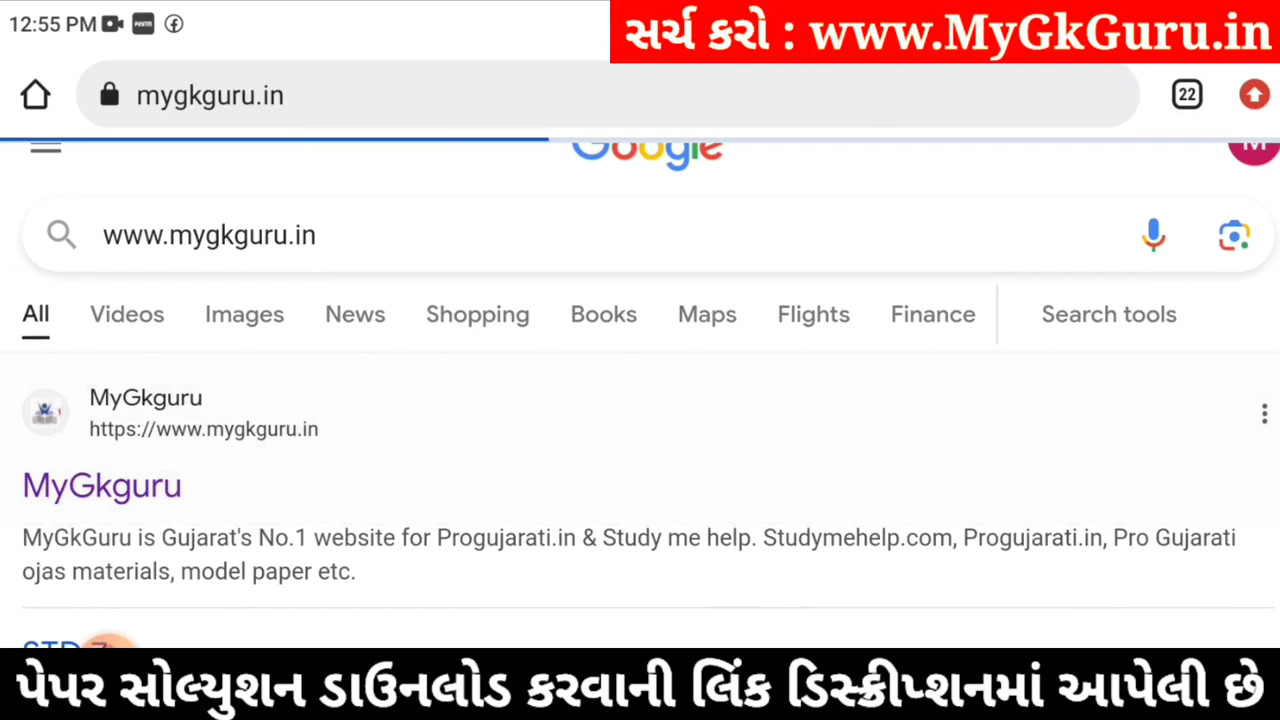 12:55 PM
સર્ચ કરો : www.MyGkGuru.in
mygkguru.in
22
Google
M
www.mygkguru.in
All Videos Images News Shopping Books Maps Flights Finance Search tools
MyGkguru
https://www.mygkguru.in
MyGkguru
MyGkGuru is Gujarat's No.1 website for Progujarati.in & Study me help. Studymehelp.com, Progujarati.in, Pro Gujarati
ojas materials, model paper etc.
STD 7
પેપર સોલ્યુશન ડાઉનલોડ કરવાની લિંક ડિસ્ક્રીપ્શનમાં આપેલી છે